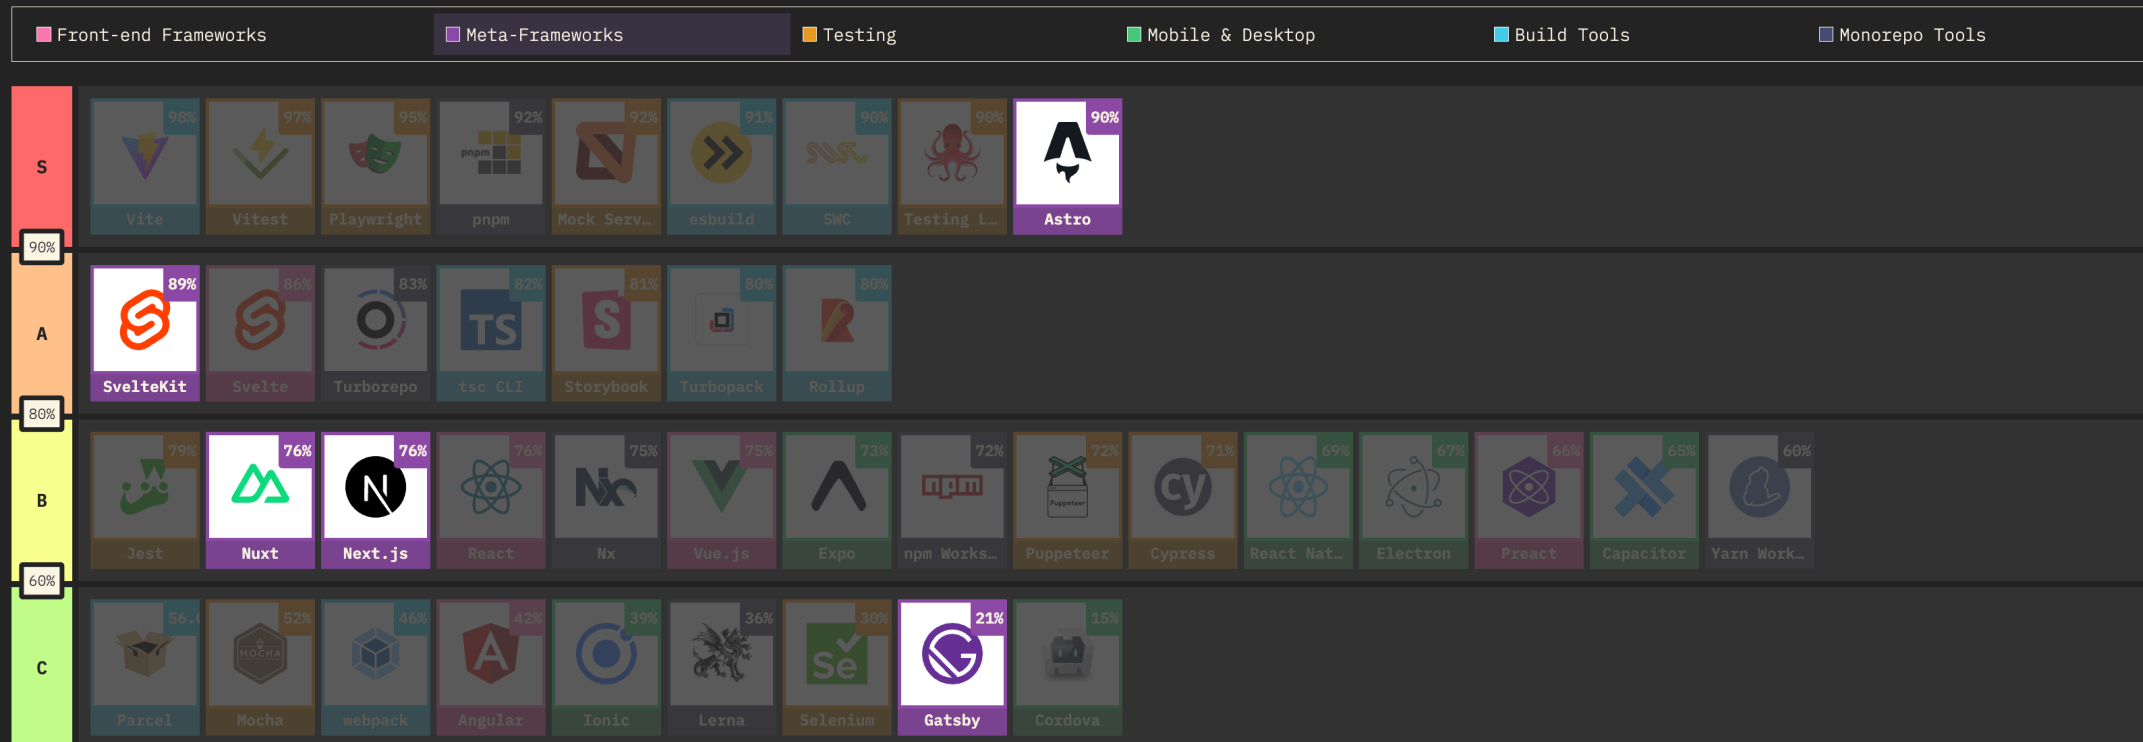 Front-end Frameworks
Meta-Frameworks
Testing
Mobile & Desktop
Build Tools
Monorepo Tools
S
98%
Vite
97%
Vitest
95%
Playwright
92%
pnpm
pnpm
92%
Mock Serv…
91%
esbuild
90%
SWC
90%
Testing L…
90%
Astro
90%
A
89%
SvelteKit
86%
Svelte
83%
Turborepo
82%
TS
tsc CLI
81%
S
Storybook
80%
Turbopack
80%
Rollup
80%
B
79%
Jest
76%
Nuxt
76%
N
Next.js
76%
React
75%
Nx
Nx
75%
Vue.js
73%
Expo
72%
npm
npm Works…
72%
Puppeteer
Puppeteer
71%
cy
Cypress
69%
React Nat…
67%
Electron
66%
Preact
65%
Capacitor
60%
Yarn Work…
60%
C
56.
Parcel
52%
MOCHA
Mocha
46%
webpack
42%
A
Angular
39%
Ionic
36%
Lerna
30%
Se
Selenium
21%
G
Gatsby
15%
Cordova